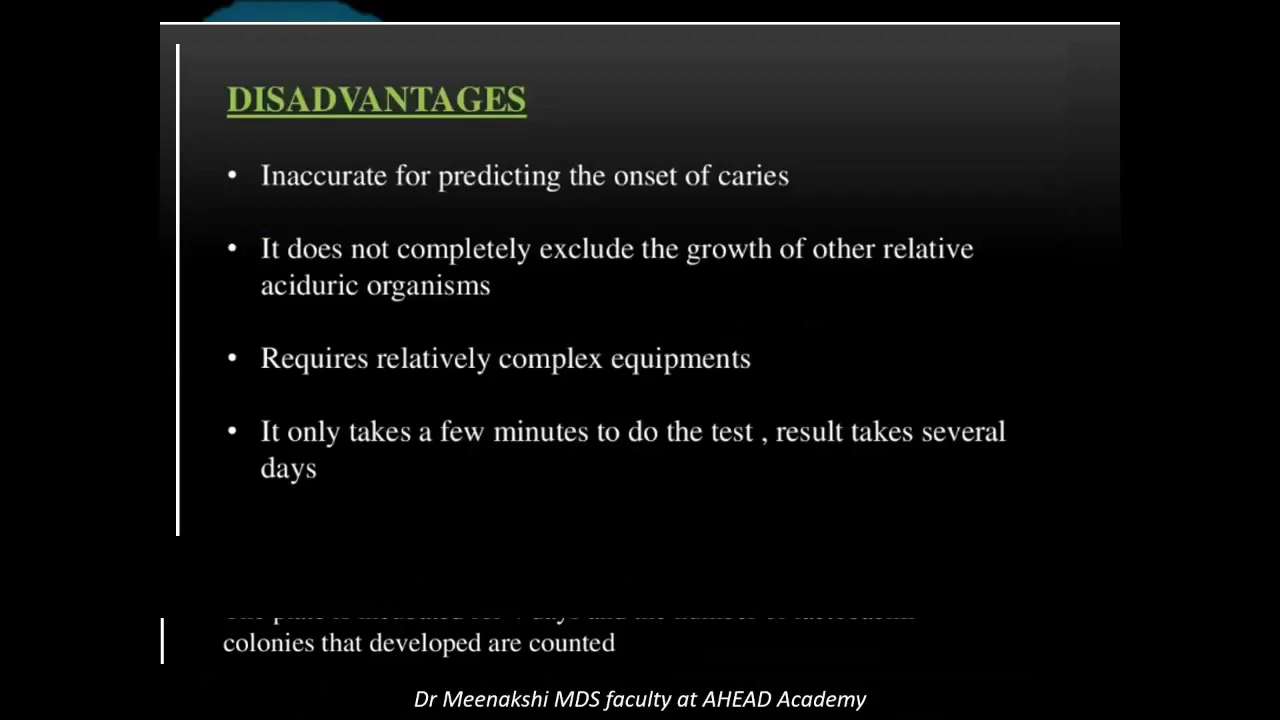 DISADVANTAGES
• Inaccurate for predicting the onset of caries
• It does not completely exclude the growth of other relative
aciduric organisms
• Requires relatively complex equipments
• It only takes a few minutes to do the test , result takes several
days
colonies that developed are counted
Dr Meenakshi MDS faculty at AHEAD Academy